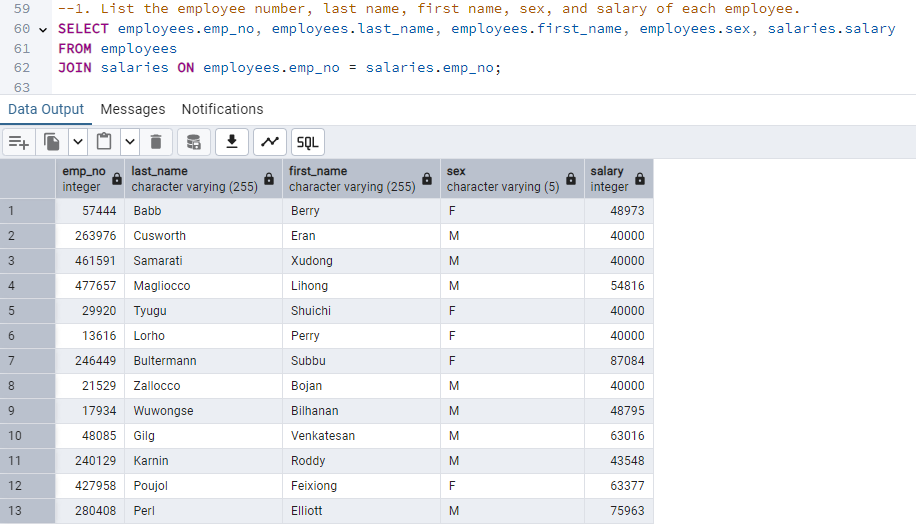 59 --1. List the employee number, last name, first name, sex, and salary of each employee.
60 SELECT employees.emp_no, employees.last_name, employees.first_name, employees.sex, salaries.salary
61 FROM employees
62 JOIN salaries ON employees.emp_no = salaries.emp_no;
63
Data Output Messages Notifications
SQL
emp_no last_name first_name sex salary
integer character varying (255) character varying (255) character varying (5) integer
1 57444 Babb Berry F 48973
2 263976 Cusworth Eran M 40000
3 461591 Samarati Xudong M 40000
4 477657 Magliocco Lihong M 54816
5 29920 Tyugu Shuichi F 40000
6 13616 Lorho Perry F 40000
7 246449 Bultermann Subbu F 87084
8 21529 Zallocco Bojan M 40000
9 17934 Wuwongse Bilhanan M 48795
10 48085 Gilg Venkatesan M 63016
11 240129 Karnin Roddy M 43548
12 427958 Poujol Feixiong F 63377
13 280408 Perl Elliott M 75963